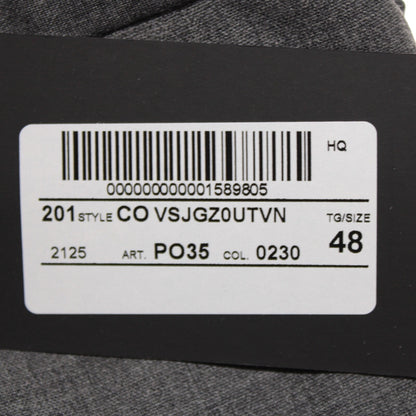 HQ
000000000001589805
201 STYLE CO VSJGZ0UTVN TG/SIZE
2125 ART. PO35 COL. 0230 48